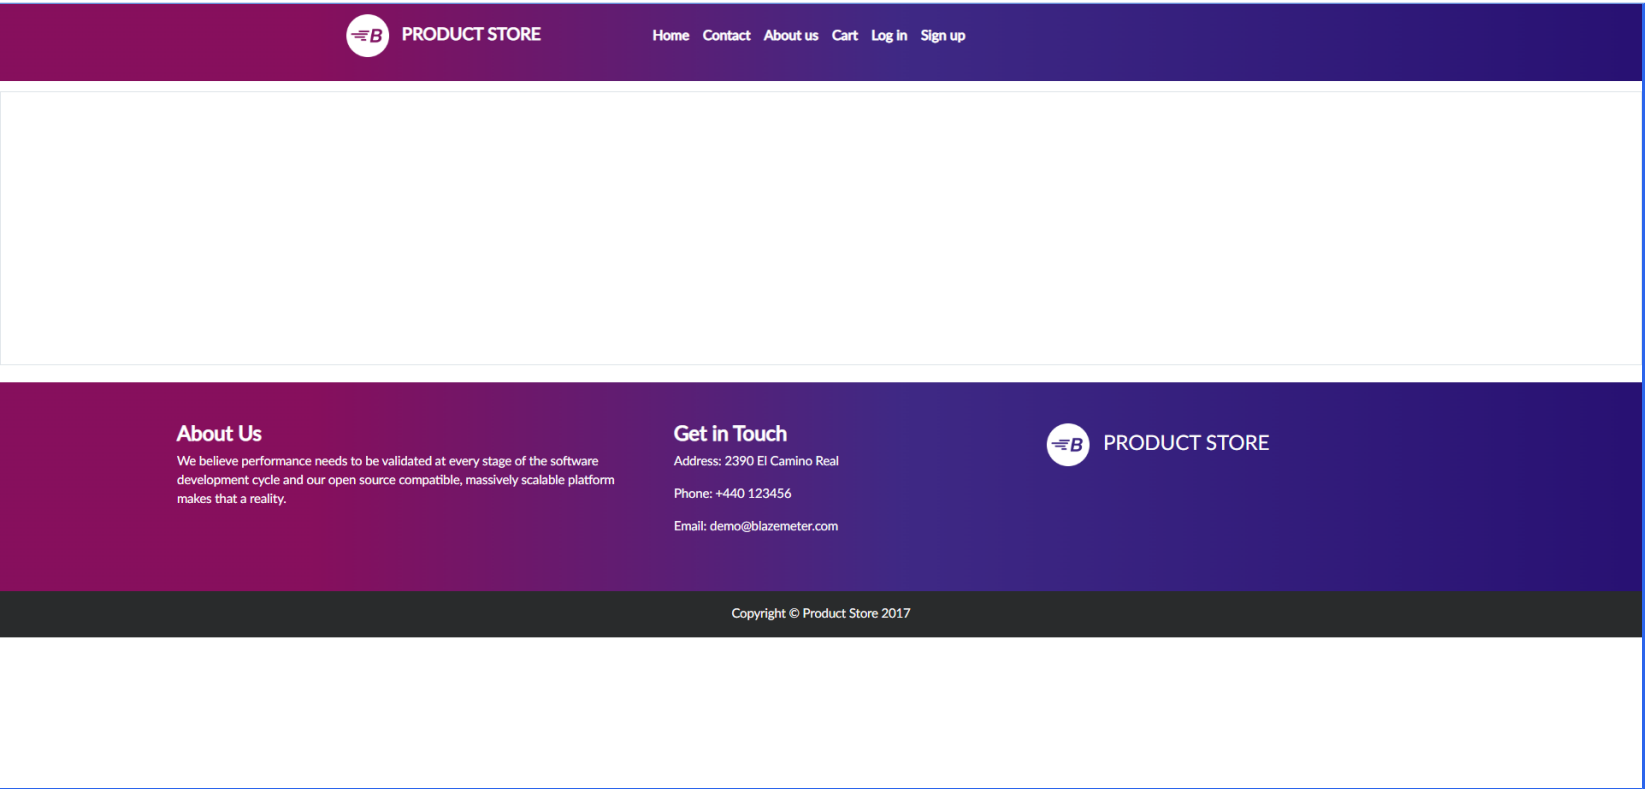 B PRODUCT STORE
Home Contact About us Cart Log in Sign up
About Us
We believe performance needs to be validated at every stage of the software
development cycle and our open source compatible, massively scalable platform
makes that a reality.
Get in Touch
Address: 2390 El Camino Real
Phone: +440 123456
Email: demo@blazemeter.com
B PRODUCT STORE
Copyright © Product Store 2017